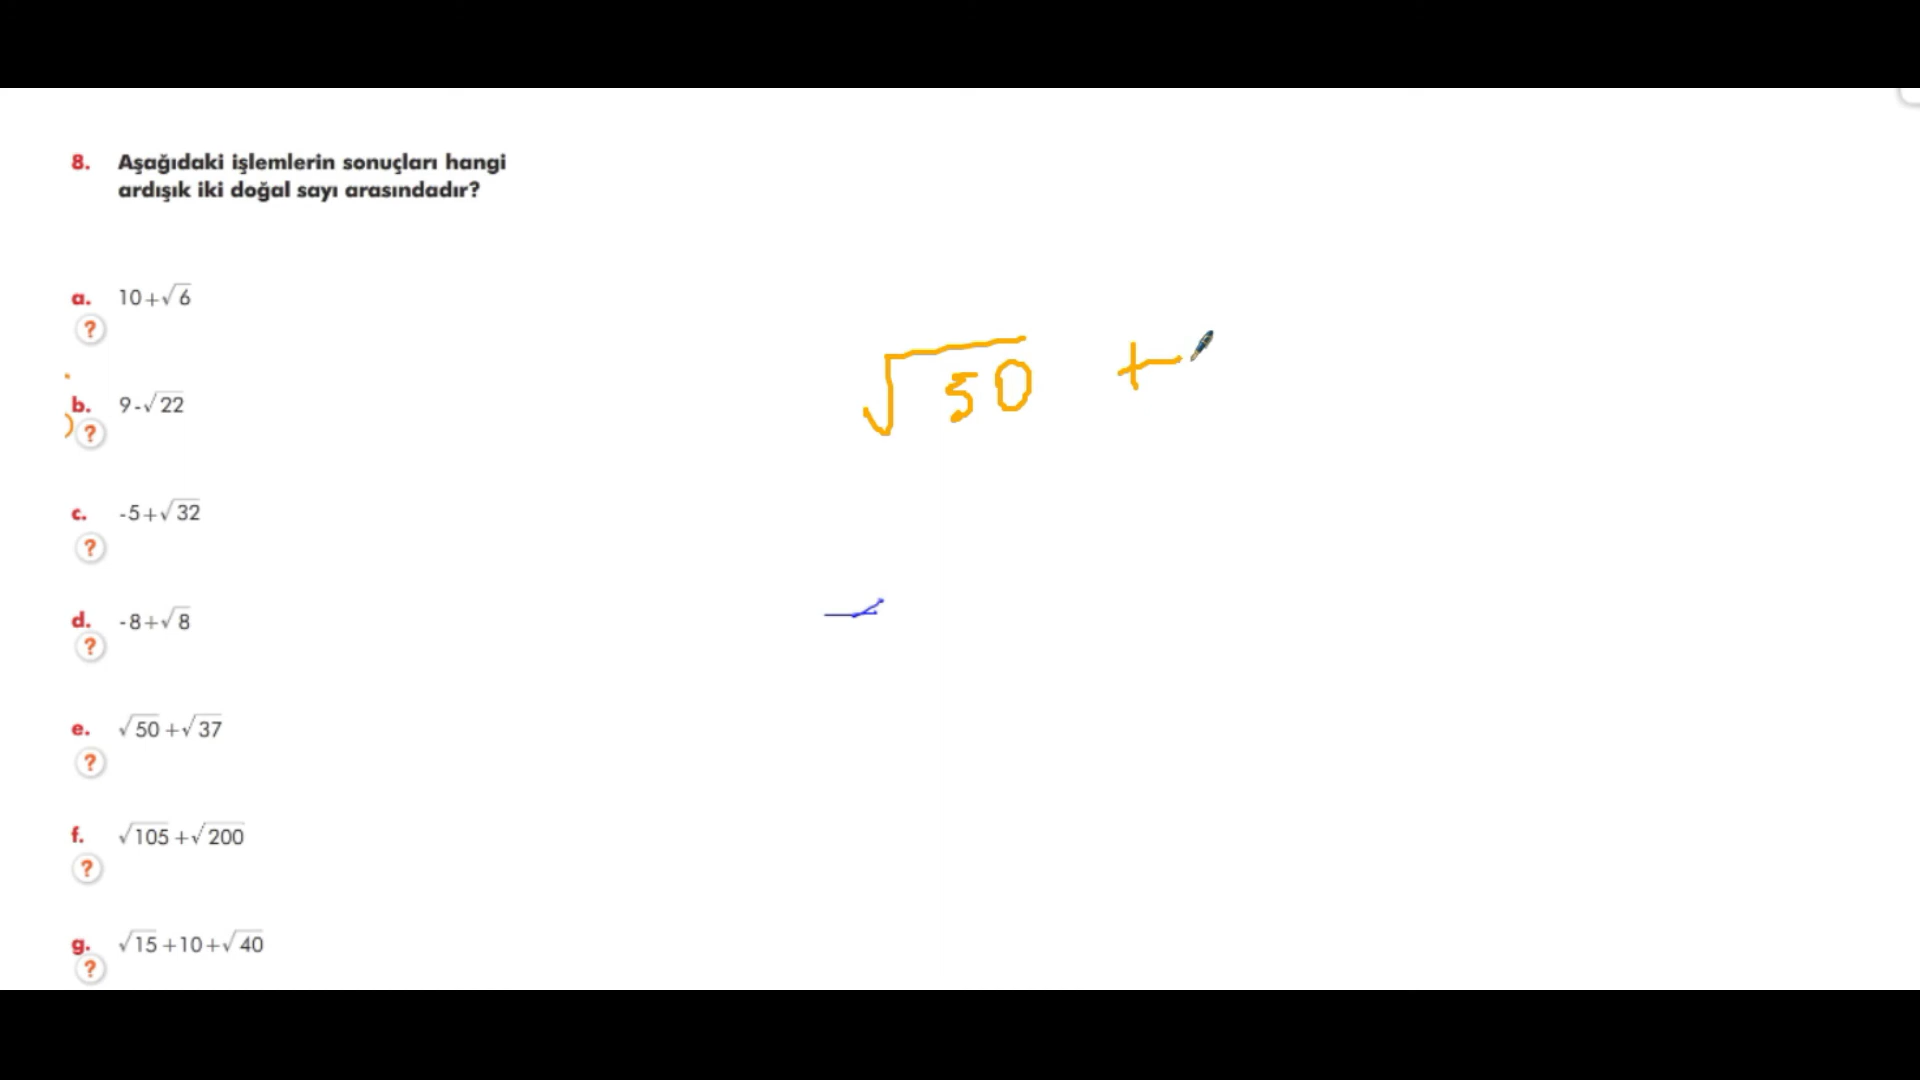 8. Aşağıdaki işlemlerin sonuçları hangi
ardışık iki doğal sayı arasındadır?
a. 10+√6
?
b. 9-√22
?
c. -5+√32
?
d. -8+√8
?
e. √50+√37
?
f. √105+√200
?
g. √15+10+√40
?
√50 +